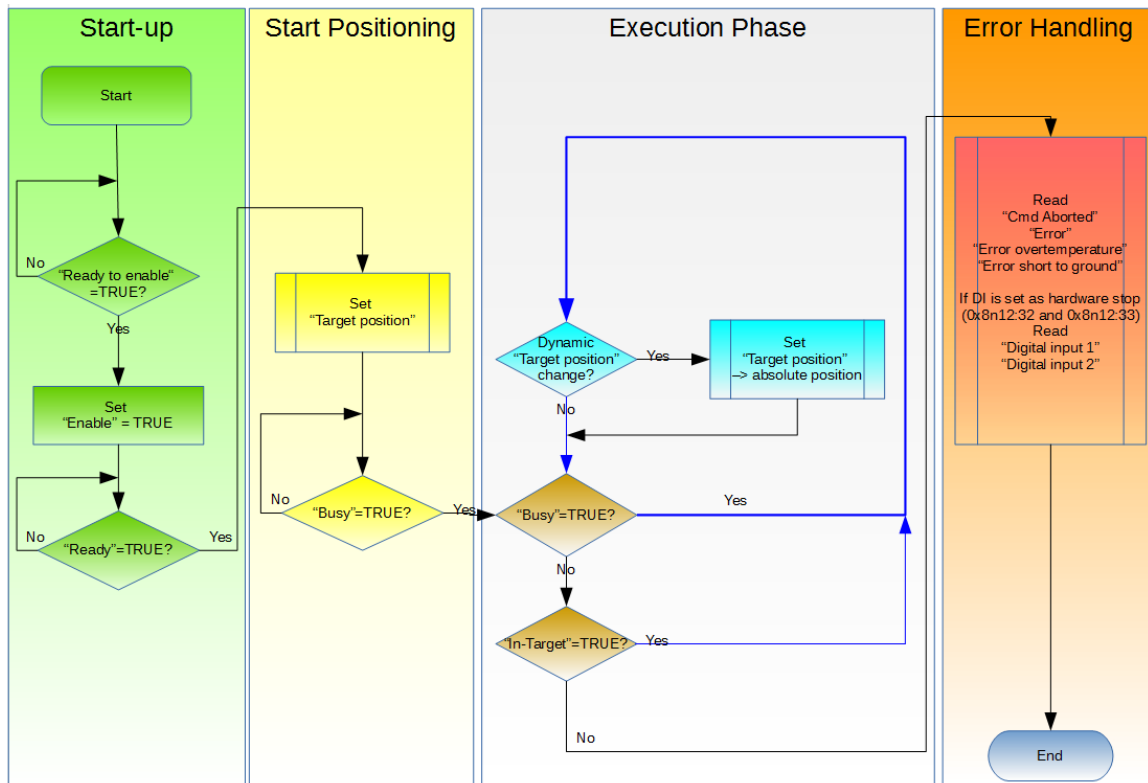 Start-up
Start
No
“Ready to enable“
=TRUE?
Yes
Set
“Enable” = TRUE
No
“Ready”=TRUE?
Yes
Start Positioning
Set
“Target position”
No
“Busy”=TRUE?
Yes
Execution Phase
Dynamic
“Target position”
change?
Yes
Set
“Target position”
–> absolute position
No
“Busy”=TRUE?
Yes
No
“In-Target”=TRUE?
Yes
No
Error Handling
Read
“Cmd Aborted”
“Error”
“Error overtemperature”
“Error short to ground”
If DI is set as hardware stop
(0x8n12:32 and 0x8n12:33)
Read
“Digital input 1”
“Digital input 2”
End